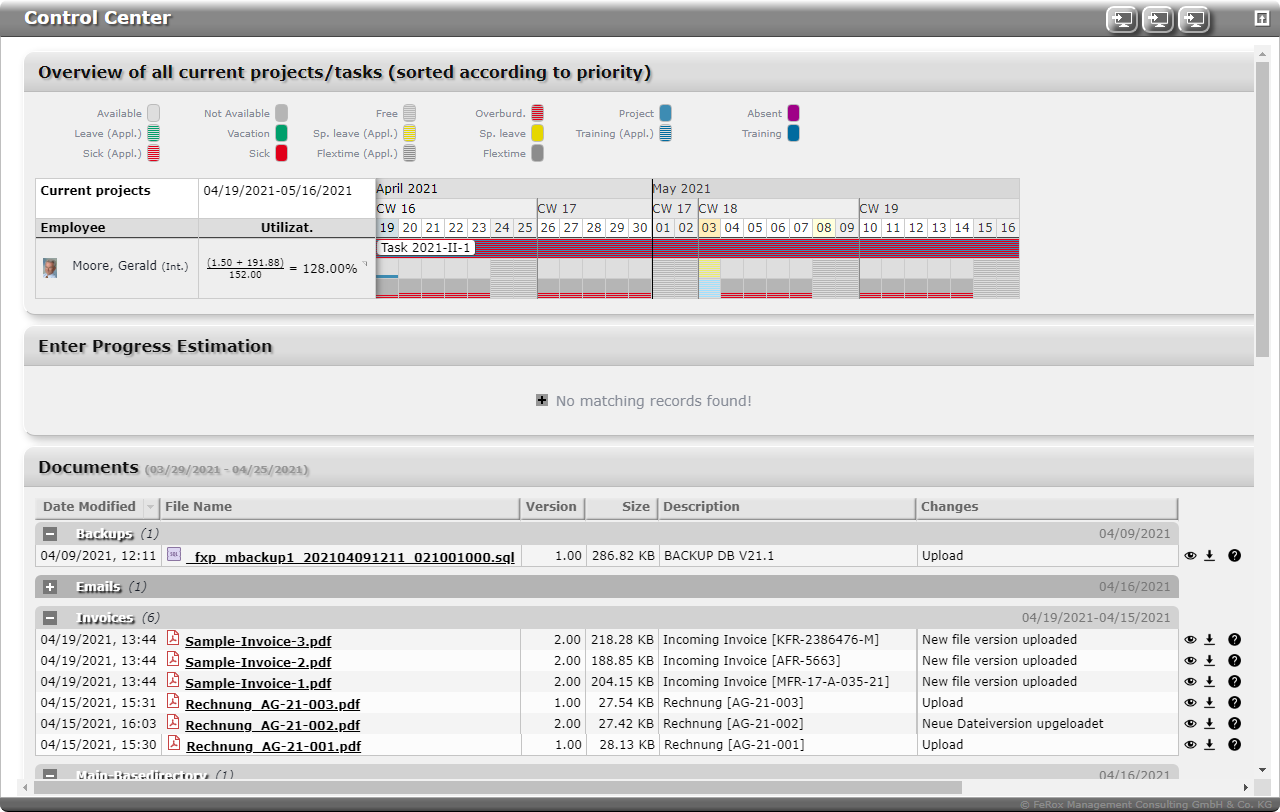 Control Center
Overview of all current projects/tasks (sorted according to priority)
Available Not Available Free Overburd. Project Absent
Leave (Appl.) Vacation Sp. leave (Appl.) Sp. leave Training (Appl.) Training
Sick (Appl.) Sick Flextime (Appl.) Flextime
Current projects 04/19/2021-05/16/2021 April 2021 May 2021
CW 16 CW 17 CW 17 CW 18 CW 19
Employee Utilizat. 19 20 21 22 23 24 25 26 27 28 29 30 01 02 03 04 05 06 07 08 09 10 11 12 13 14 15 16
Task 2021-II-1
Moore, Gerald (Int.) (1.50 + 191.88) / 152.00 = 128.00%
Enter Progress Estimation
No matching records found!
Documents (03/29/2021 - 04/25/2021)
Date Modified File Name Version Size Description Changes
Backups (1) 04/09/2021
04/09/2021, 12:11 _fxp_mbackup1_202104091211_021001000.sql 1.00 286.82 KB BACKUP DB V21.1 Upload
Emails (1) 04/16/2021
Invoices (6) 04/19/2021-04/15/2021
04/19/2021, 13:44 Sample-Invoice-3.pdf 2.00 218.28 KB Incoming Invoice [KFR-2386476-M] New file version uploaded
04/19/2021, 13:44 Sample-Invoice-2.pdf 2.00 188.85 KB Incoming Invoice [AFR-5663] New file version uploaded
04/19/2021, 13:44 Sample-Invoice-1.pdf 2.00 204.15 KB Incoming Invoice [MFR-17-A-035-21] New file version uploaded
04/15/2021, 15:31 Rechnung_AG-21-003.pdf 1.00 27.54 KB Rechnung [AG-21-003] Upload
04/15/2021, 16:03 Rechnung_AG-21-002.pdf 2.00 27.42 KB Rechnung [AG-21-002] Neue Dateiversion upgeloadet
04/15/2021, 15:30 Rechnung_AG-21-001.pdf 1.00 28.13 KB Rechnung [AG-21-001] Upload
Main-Basedirectory (1) 04/16/2021
© FeRox Management Consulting GmbH & Co. KG